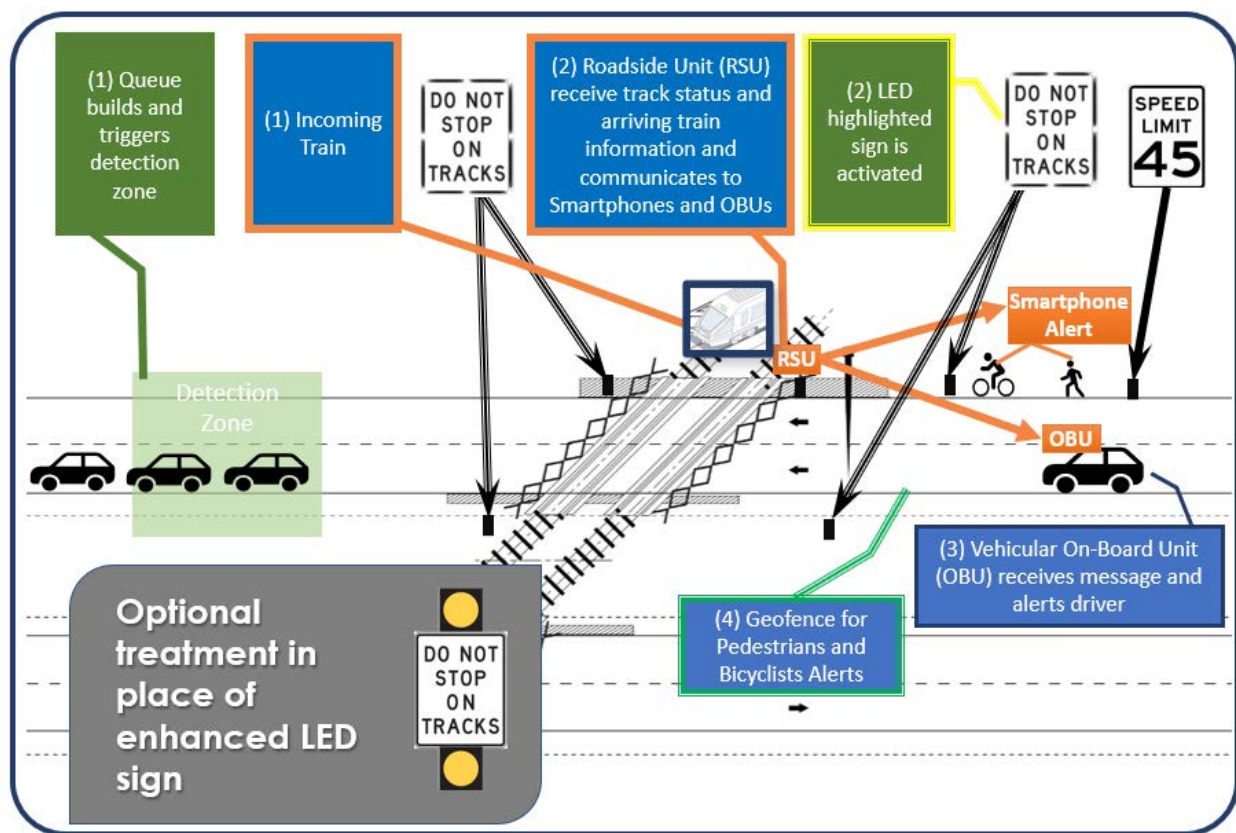 (1) Queue
builds and
triggers
detection
zone
(1) Incoming
Train
DO NOT
STOP
ON
TRACKS
(2) Roadside Unit (RSU)
receive track status and
arriving train
information and
communicates to
Smartphones and OBUs
(2) LED
highlighted
sign is
activated
DO NOT
STOP
ON
TRACKS
SPEED
LIMIT
45
Smartphone
Alert
RSU
Detection
Zone
OBU
(3) Vehicular On-Board Unit
(OBU) receives message and
alerts driver
(4) Geofence for
Pedestrians and
Bicyclists Alerts
Optional
treatment in
place of
enhanced LED
sign
DO NOT
STOP
ON
TRACKS